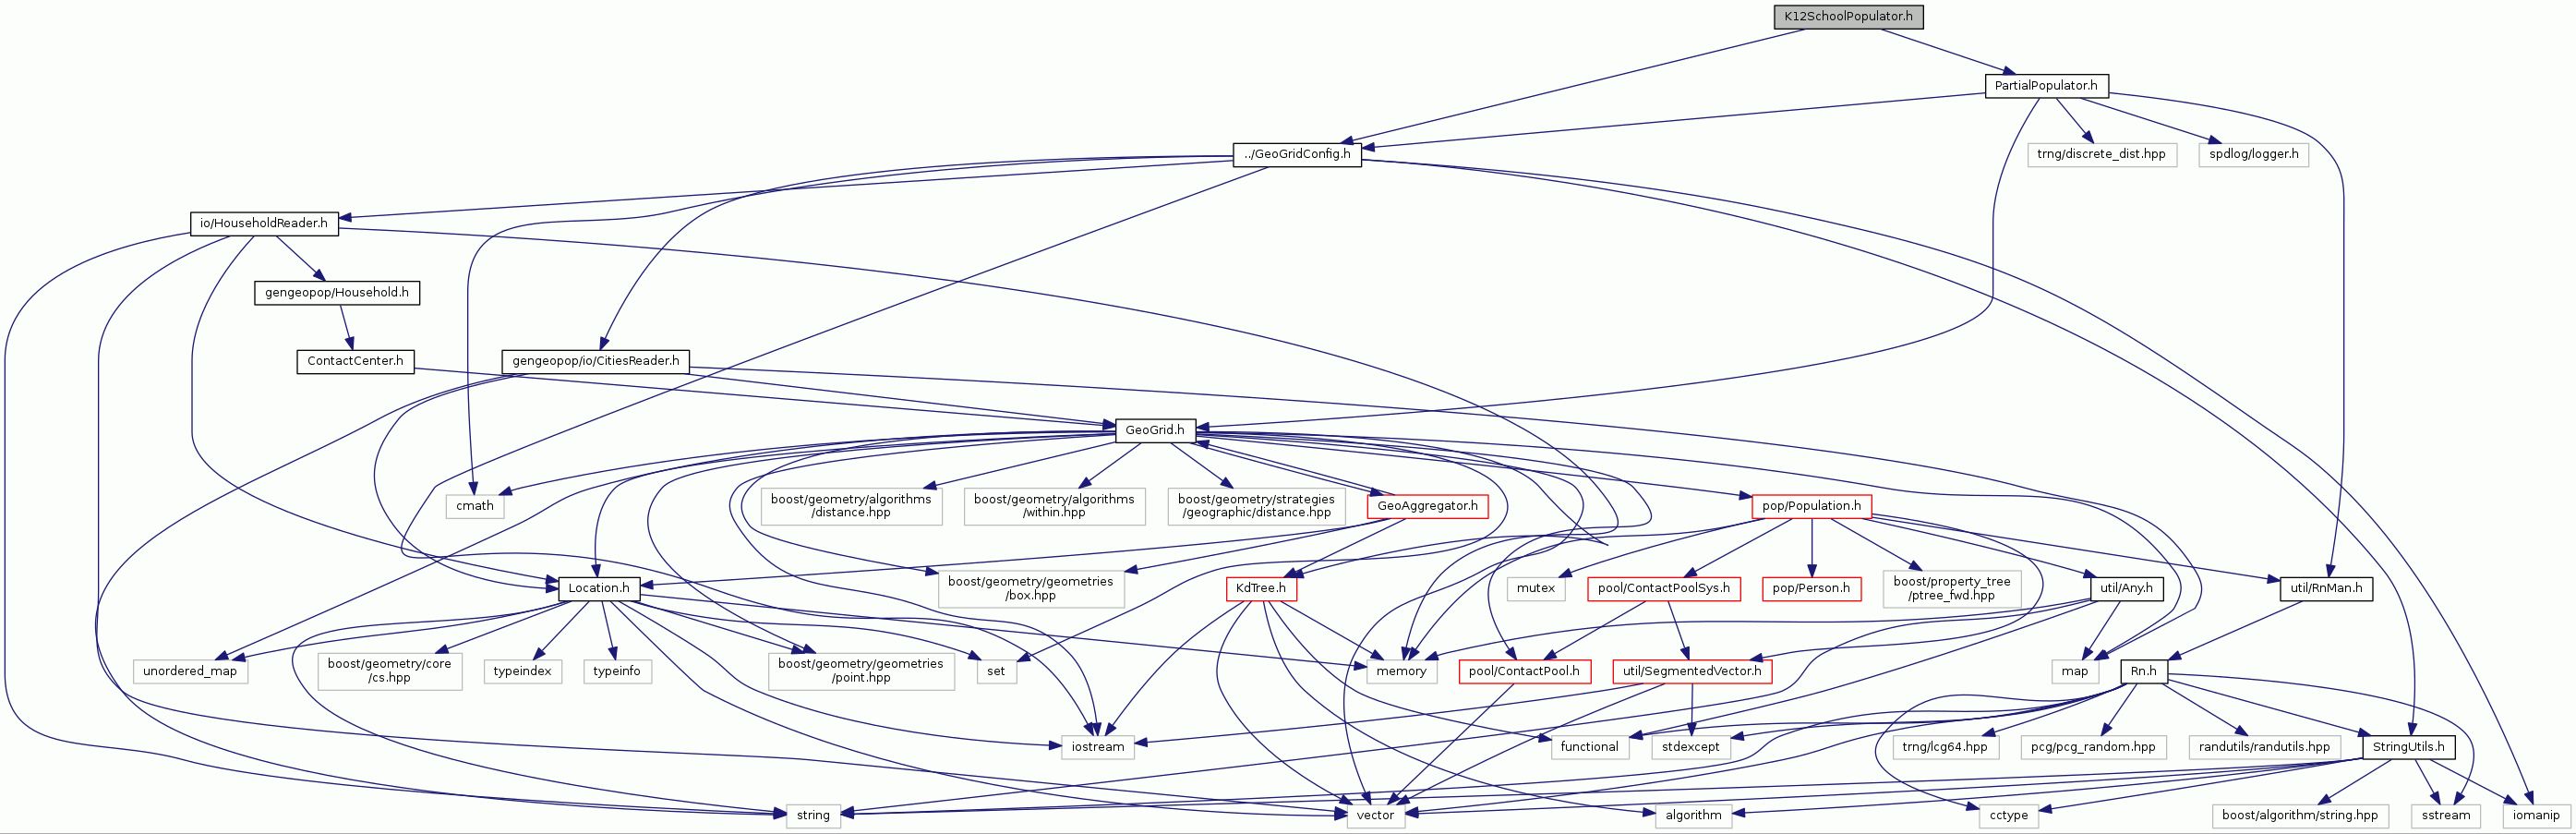 K12SchoolPopulator.h
PartialPopulator.h
../GeoGridConfig.h
trng/discrete_dist.hpp
spdlog/logger.h
io/HouseholdReader.h
gengeopop/Household.h
ContactCenter.h
gengeopop/io/CitiesReader.h
GeoGrid.h
cmath
boost/geometry/algorithms
/distance.hpp
boost/geometry/algorithms
/within.hpp
boost/geometry/strategies
/geographic/distance.hpp
GeoAggregator.h
pop/Population.h
Location.h
boost/geometry/geometries
/box.hpp
KdTree.h
mutex
pool/ContactPoolSys.h
pop/Person.h
boost/property_tree
/ptree_fwd.hpp
util/Any.h
util/RnMan.h
unordered_map
boost/geometry/core
/cs.hpp
typeindex
typeinfo
boost/geometry/geometries
/point.hpp
set
memory
pool/ContactPool.h
util/SegmentedVector.h
map
Rn.h
iostream
functional
stdexcept
trng/lcg64.hpp
pcg/pcg_random.hpp
randutils/randutils.hpp
StringUtils.h
string
vector
algorithm
cctype
boost/algorithm/string.hpp
sstream
iomanip